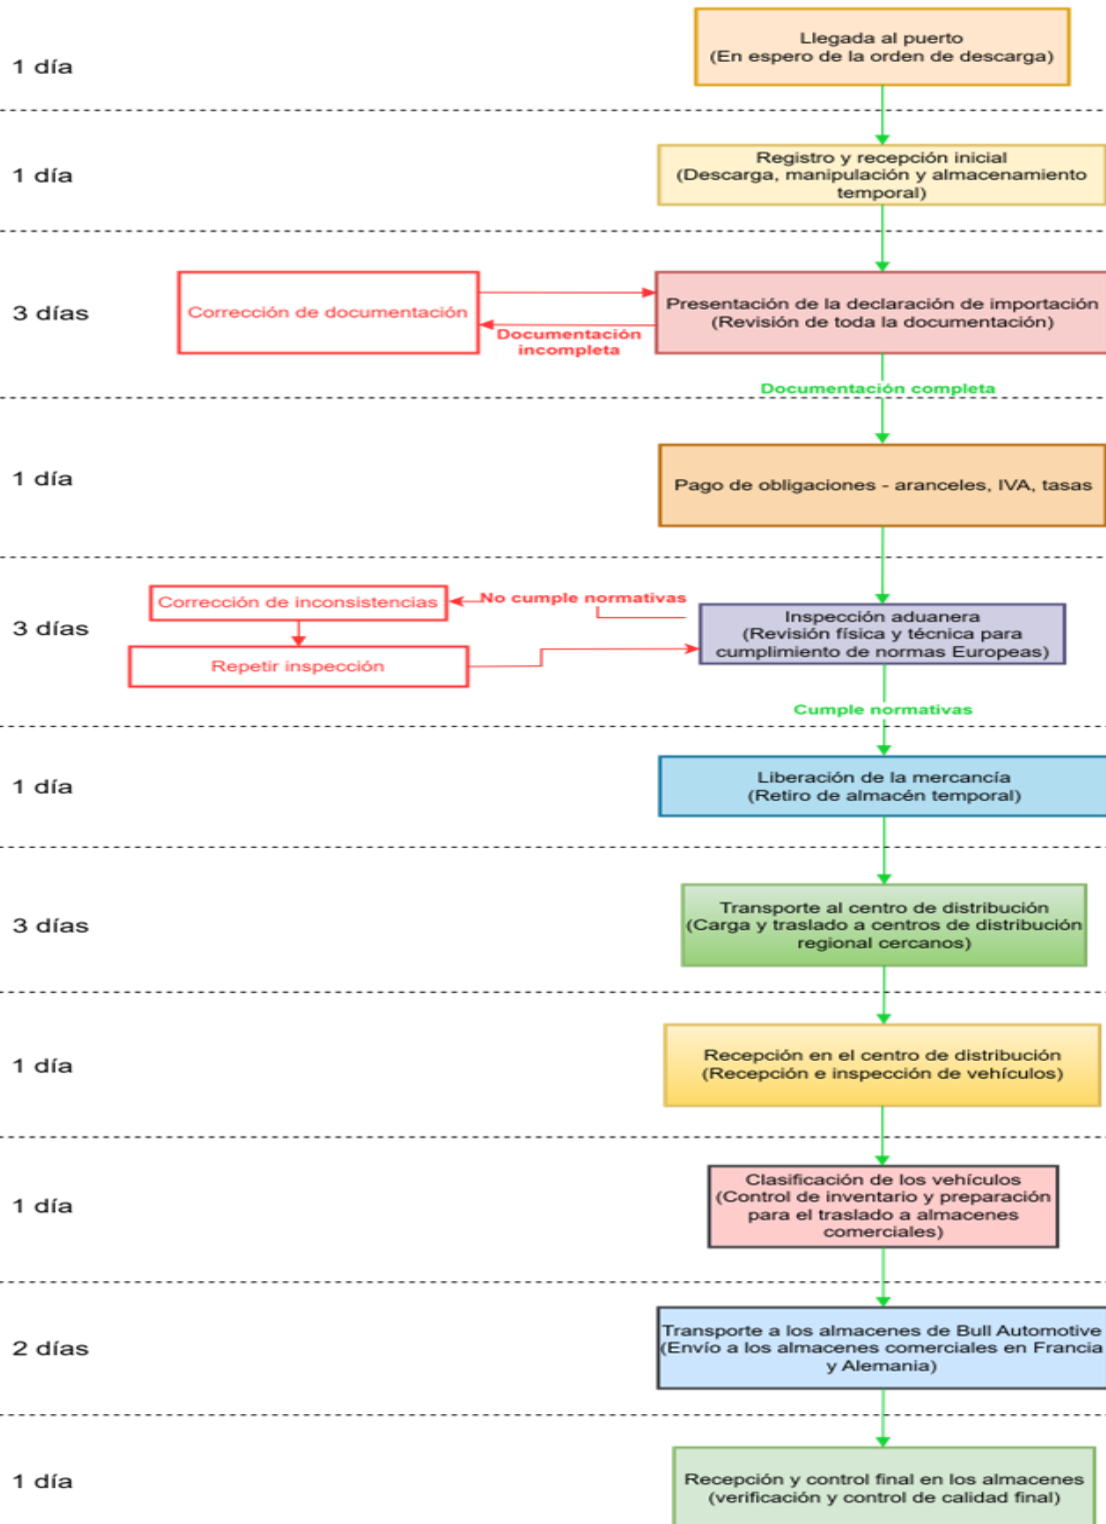 1 día
Llegada al puerto
(En espero de la orden de descarga)
1 día
Registro y recepción inicial
(Descarga, manipulación y almacenamiento
temporal)
3 días
Corrección de documentación
Documentación
incompleta
Presentación de la declaración de importación
(Revisión de toda la documentación)
Documentación completa
1 día
Pago de obligaciones - aranceles, IVA, tasas
3 días
Corrección de inconsistencias
No cumple normativas
Repetir inspección
Inspección aduanera
(Revisión física y técnica para
cumplimiento de normas Europeas)
Cumple normativas
1 día
Liberación de la mercancía
(Retiro de almacén temporal)
3 días
Transporte al centro de distribución
(Carga y traslado a centros de distribución
regional cercanos)
1 día
Recepción en el centro de distribución
(Recepción e inspección de vehículos)
1 día
Clasificación de los vehículos
(Control de inventario y preparación
para el traslado a almacenes
comerciales)
2 días
Transporte a los almacenes de Bull Automotive
(Envío a los almacenes comerciales en Francia
y Alemania)
1 día
Recepción y control final en los almacenes
(verificación y control de calidad final)